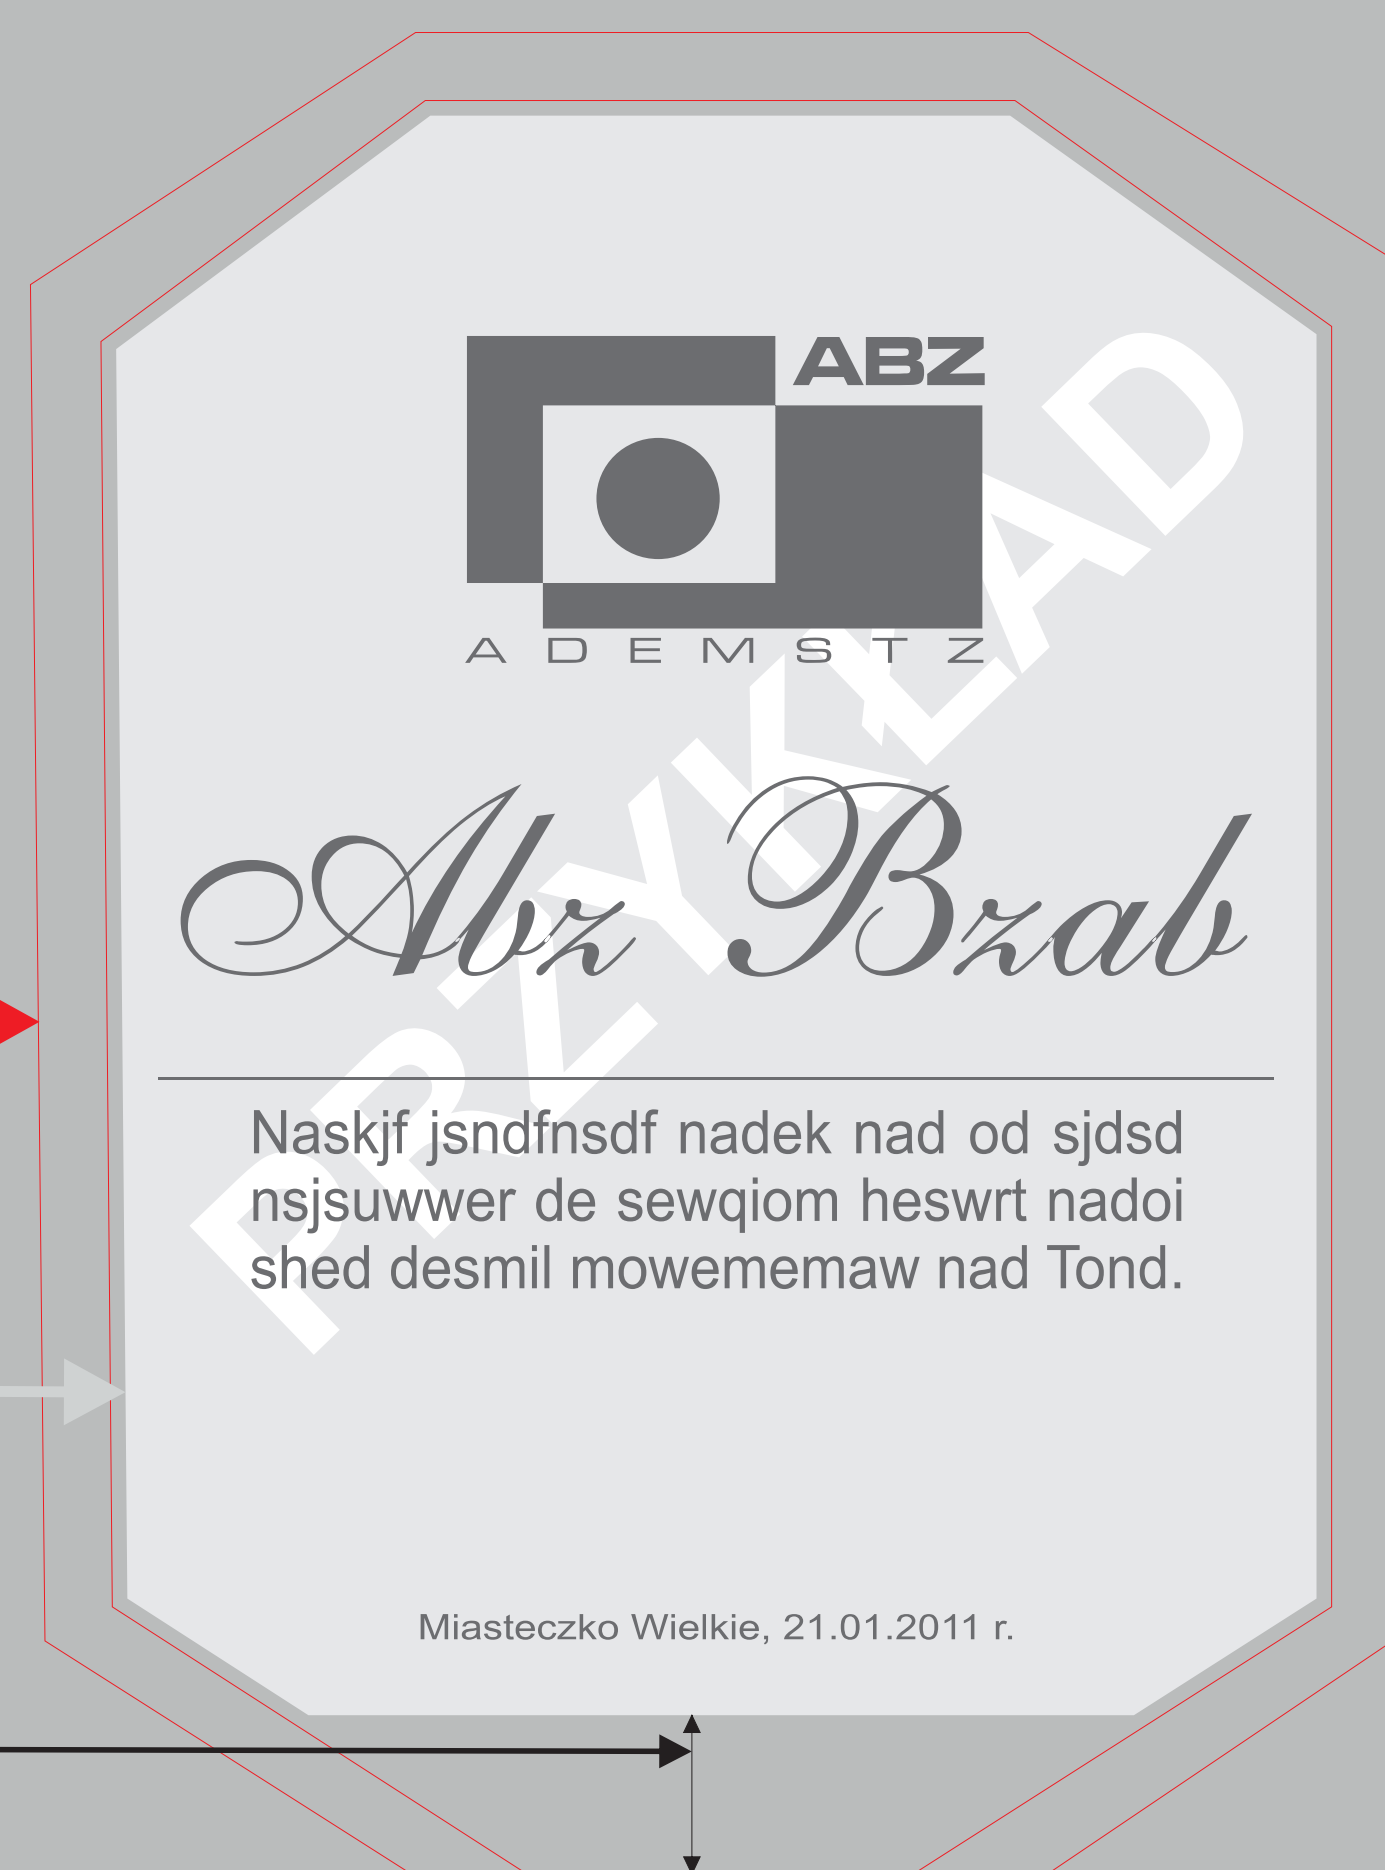 ABZ
ADEMSTZ
PRZYKŁAD
Abz Bzab
Naskjf jsndfnsdf nadek nad od sjdsd
nsjsuwwer de sewqiom heswrt nadoi
shed desmil mowememaw nad Tond.
Miasteczko Wielkie, 21.01.2011 r.